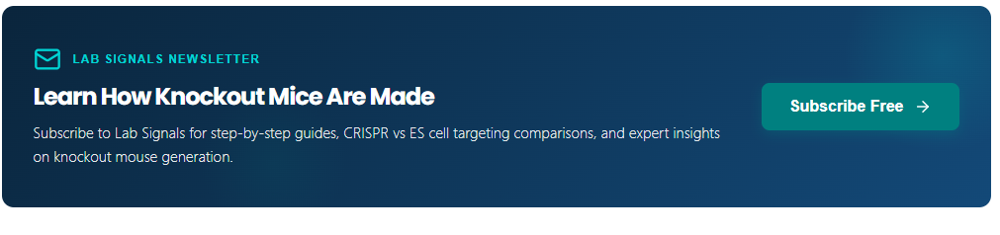 LAB SIGNALS NEWSLETTER
Learn How Knockout Mice Are Made
Subscribe to Lab Signals for step-by-step guides, CRISPR vs ES cell targeting comparisons, and expert insights
on knockout mouse generation.
Subscribe Free →